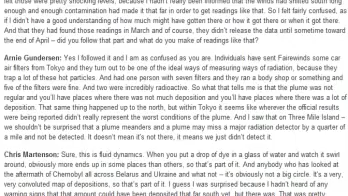 felt those were pretty shocking levels, because I hadn't really been informed that the winds had shifted south long
enough and enough contamination had made it that far in order to get readings like that. So I felt fairly confused, as
if I didn't have a good understanding of how much might have gotten there or how it got there or when it got there.
And that they had found those readings in March and of course, they didn't release the data until sometime toward
the end of April – did you follow that part and what do you make of readings like that?
Arnie Gundersen: Yes I followed it and I am as confused as you are. Individuals have sent Fairewinds some car
air filters from Tokyo and they turn out to be one of the ideal ways of measuring ways of radiation, because they
trap a lot of these hot particles. And had one person with seven filters and they ran a body shop or something and
five of the filters were fine. And two were incredibly radioactive. So what that tells me is that the plume was not
regular and you'll have places where there was not much deposition and you'll have places where there was a lot of
deposition. That same thing happened up to the north, but within Tokyo it seems like wherever the official results
were being reported didn't really represent the worst conditions of the plume. And I saw that on Three Mile Island –
we shouldn't be surprised that a plume meanders and a plume may miss a major radiation detector by a quarter of
a mile and not be detected. It doesn't mean it's not there, it means we just didn't detect it.
Chris Martenson: Sure, this is fluid dynamics. When you put a drop of dye in a glass of water and watch it swirl
around, obviously more ends up in some places than others, so that's part of it. And anybody who has looked at
the aftermath of Chernobyl all across Belarus and Ukraine and what not – it's obviously not a big circle. It's a very,
very convoluted map of depositions, so that's part of it. I guess I was surprised because I hadn't heard of any
warning signs that that amount could have been deposited that far south yet, but there was. That was pretty